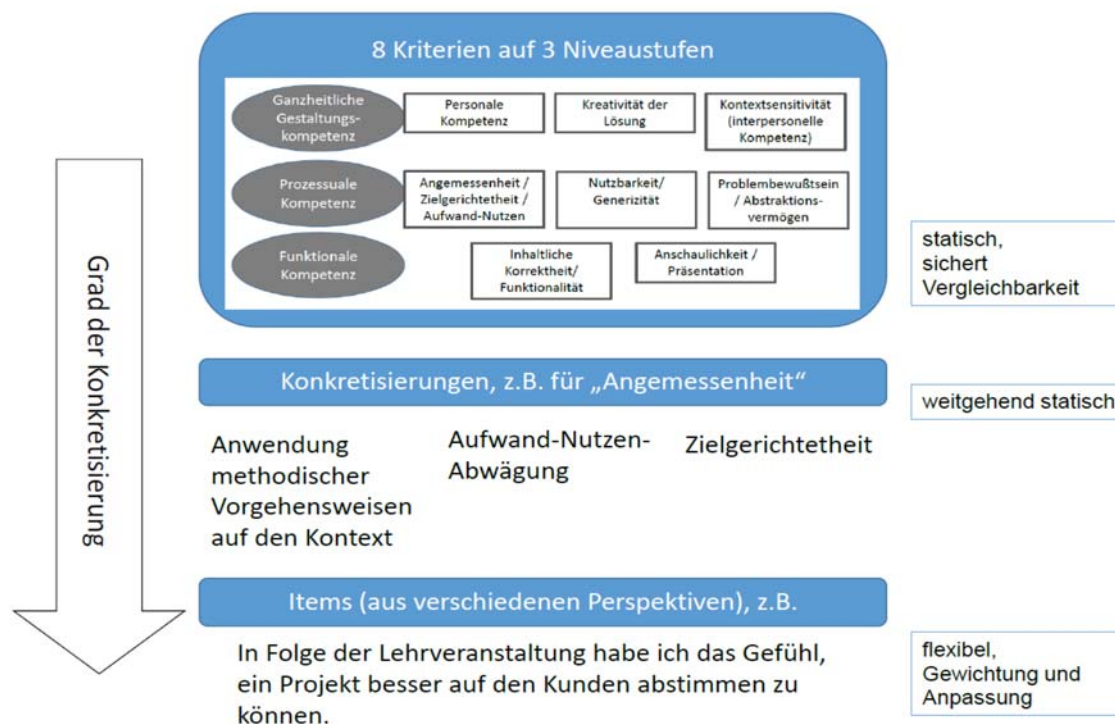 8 Kriterien auf 3 Niveaustufen
Ganzheitliche
Gestaltungs-
kompetenz
Personale
Kompetenz
Kreativität der
Lösung
Kontextsensitivität
(interpersonelle
Kompetenz)
Prozessuale
Kompetenz
Angemessenheit /
Zielgerichtetheit /
Aufwand-Nutzen
Nutzbarkeit/
Generizität
Problembewußtsein
/ Abstraktions-
vermögen
Funktionale
Kompetenz
Inhaltliche
Korrektheit/
Funktionalität
Anschaulichkeit /
Präsentation
statisch,
sichert
Vergleichbarkeit
Grad der Konkretisierung
Konkretisierungen, z.B. für „Angemessenheit“
weitgehend statisch
Anwendung
methodischer
Vorgehensweisen
auf den Kontext
Aufwand-Nutzen-
Abwägung
Zielgerichtetheit
Items (aus verschiedenen Perspektiven), z.B.
In Folge der Lehrveranstaltung habe ich das Gefühl,
ein Projekt besser auf den Kunden abstimmen zu
können.
flexibel,
Gewichtung und
Anpassung